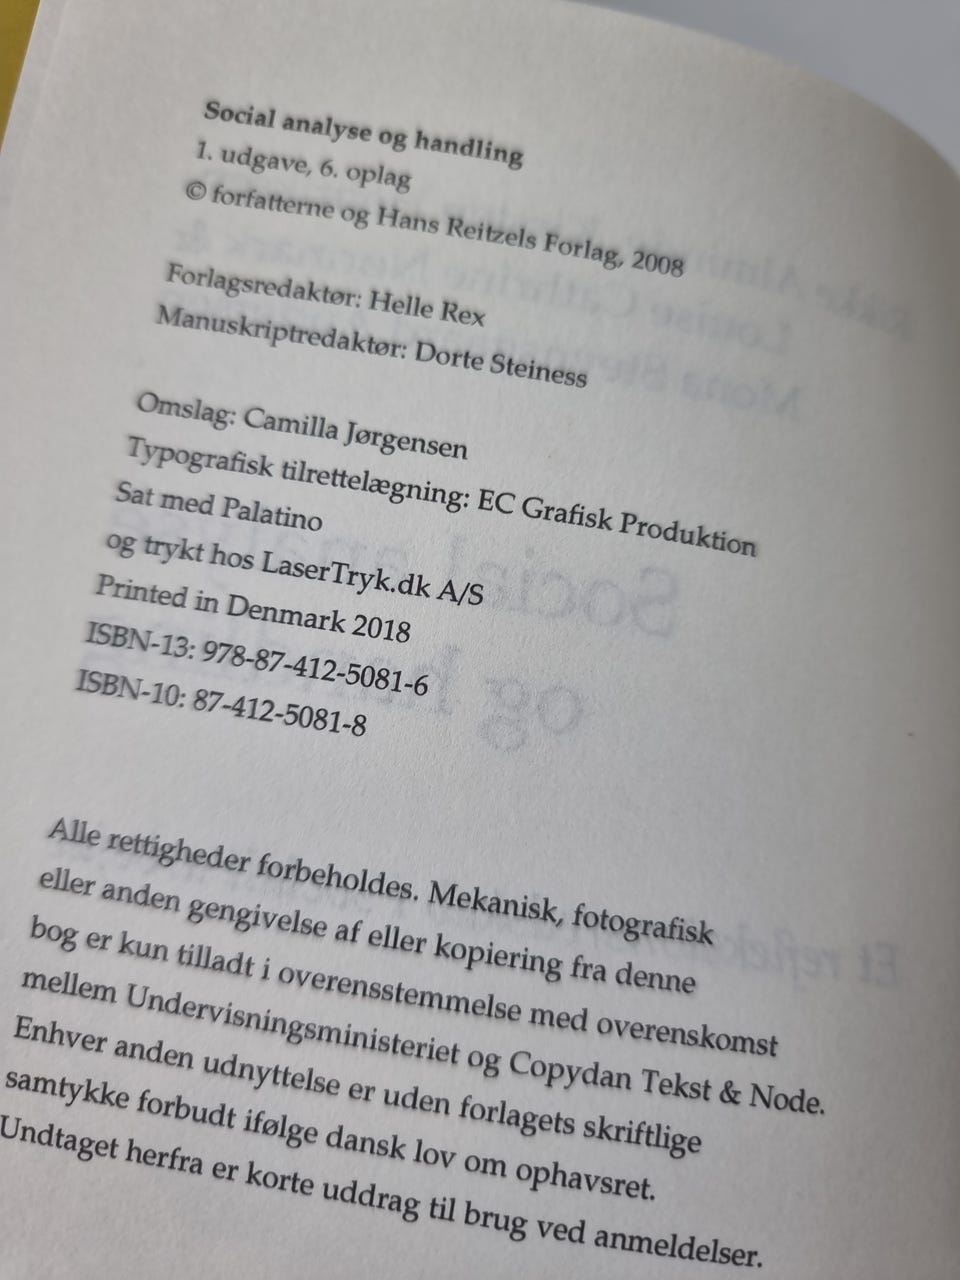 Social analyse og handling
1. udgave, 6. oplag
© forfatterne og Hans Reitzels Forlag, 2008
Forlagsredaktør: Helle Rex
Manuskriptredaktør: Dorte Steiness
Omslag: Camilla Jørgensen
Typografisk tilrettelægning: EC Grafisk Produktion
Sat med Palatino
og trykt hos LaserTryk.dk A/S
Printed in Denmark 2018
ISBN-13: 978-87-412-5081-6
ISBN-10: 87-412-5081-8
Alle rettigheder forbeholdes. Mekanisk, fotografisk
eller anden gengivelse af eller kopiering fra denne
bog er kun tilladt i overensstemmelse med overenskomst
mellem Undervisningsministeriet og Copydan Tekst & Node.
Enhver anden udnyttelse er uden forlagets skriftlige
samtykke forbudt ifølge dansk lov om ophavsret.
Undtaget herfra er korte uddrag til brug ved anmeldelser.